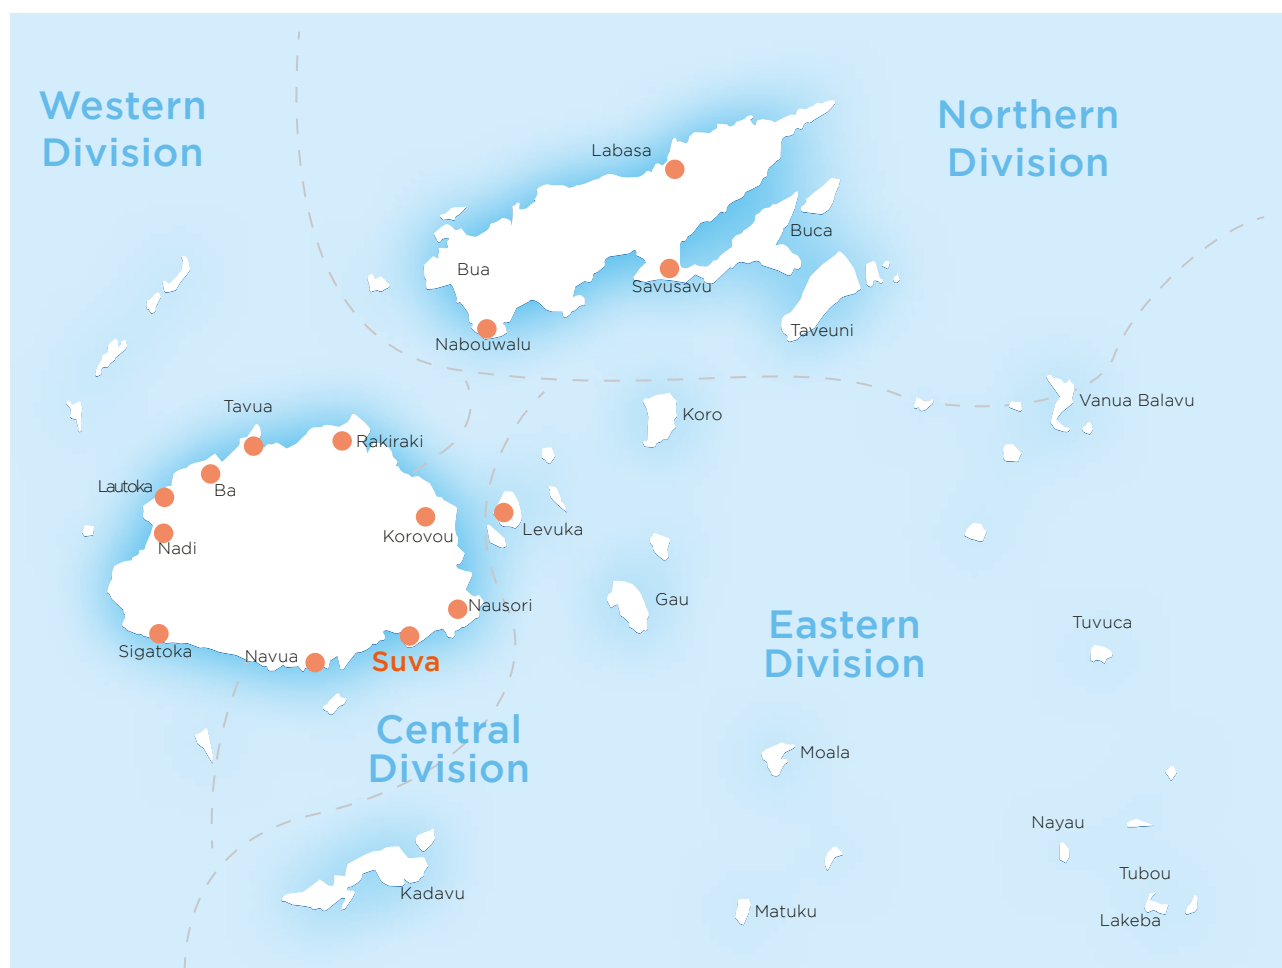 Western
Division
Northern
Division
Labasa
Buca
Bua
Savusavu
Taveuni
Nabouwalu
Vanua Balavu
Tavua
Koro
Rakiraki
Lautoka
Ba
Levuka
Korovou
Nadi
Gau
Nausori
Eastern
Division
Tuvuca
Sigatoka
Navua
Suva
Central
Division
Moala
Nayau
Tubou
Kadavu
Matuku
Lakeba